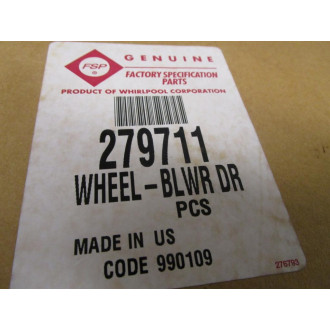 FSP
®
GENUINE
FACTORY SPECIFICATION
PARTS
PRODUCT OF WHIRLPOOL CORPORATION
279711
WHEEL-BLWR DR
PCS
MADE IN US
CODE 990109